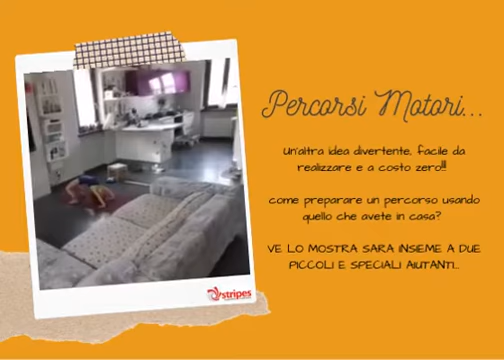 Percorsi Motori...
Un'altra idea divertente, facile da
realizzare e a costo zero!!!
come preparare un percorso usando
quello che avete in casa?
VE LO MOSTRA SARA INSIEME A DUE
PICCOLI E SPECIALI AIUTANTI...
stripes